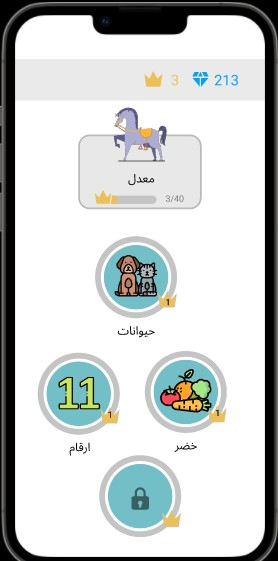 3 213
معدل
3/40
1
حيوانات
11
1
1
ارقام
خضر